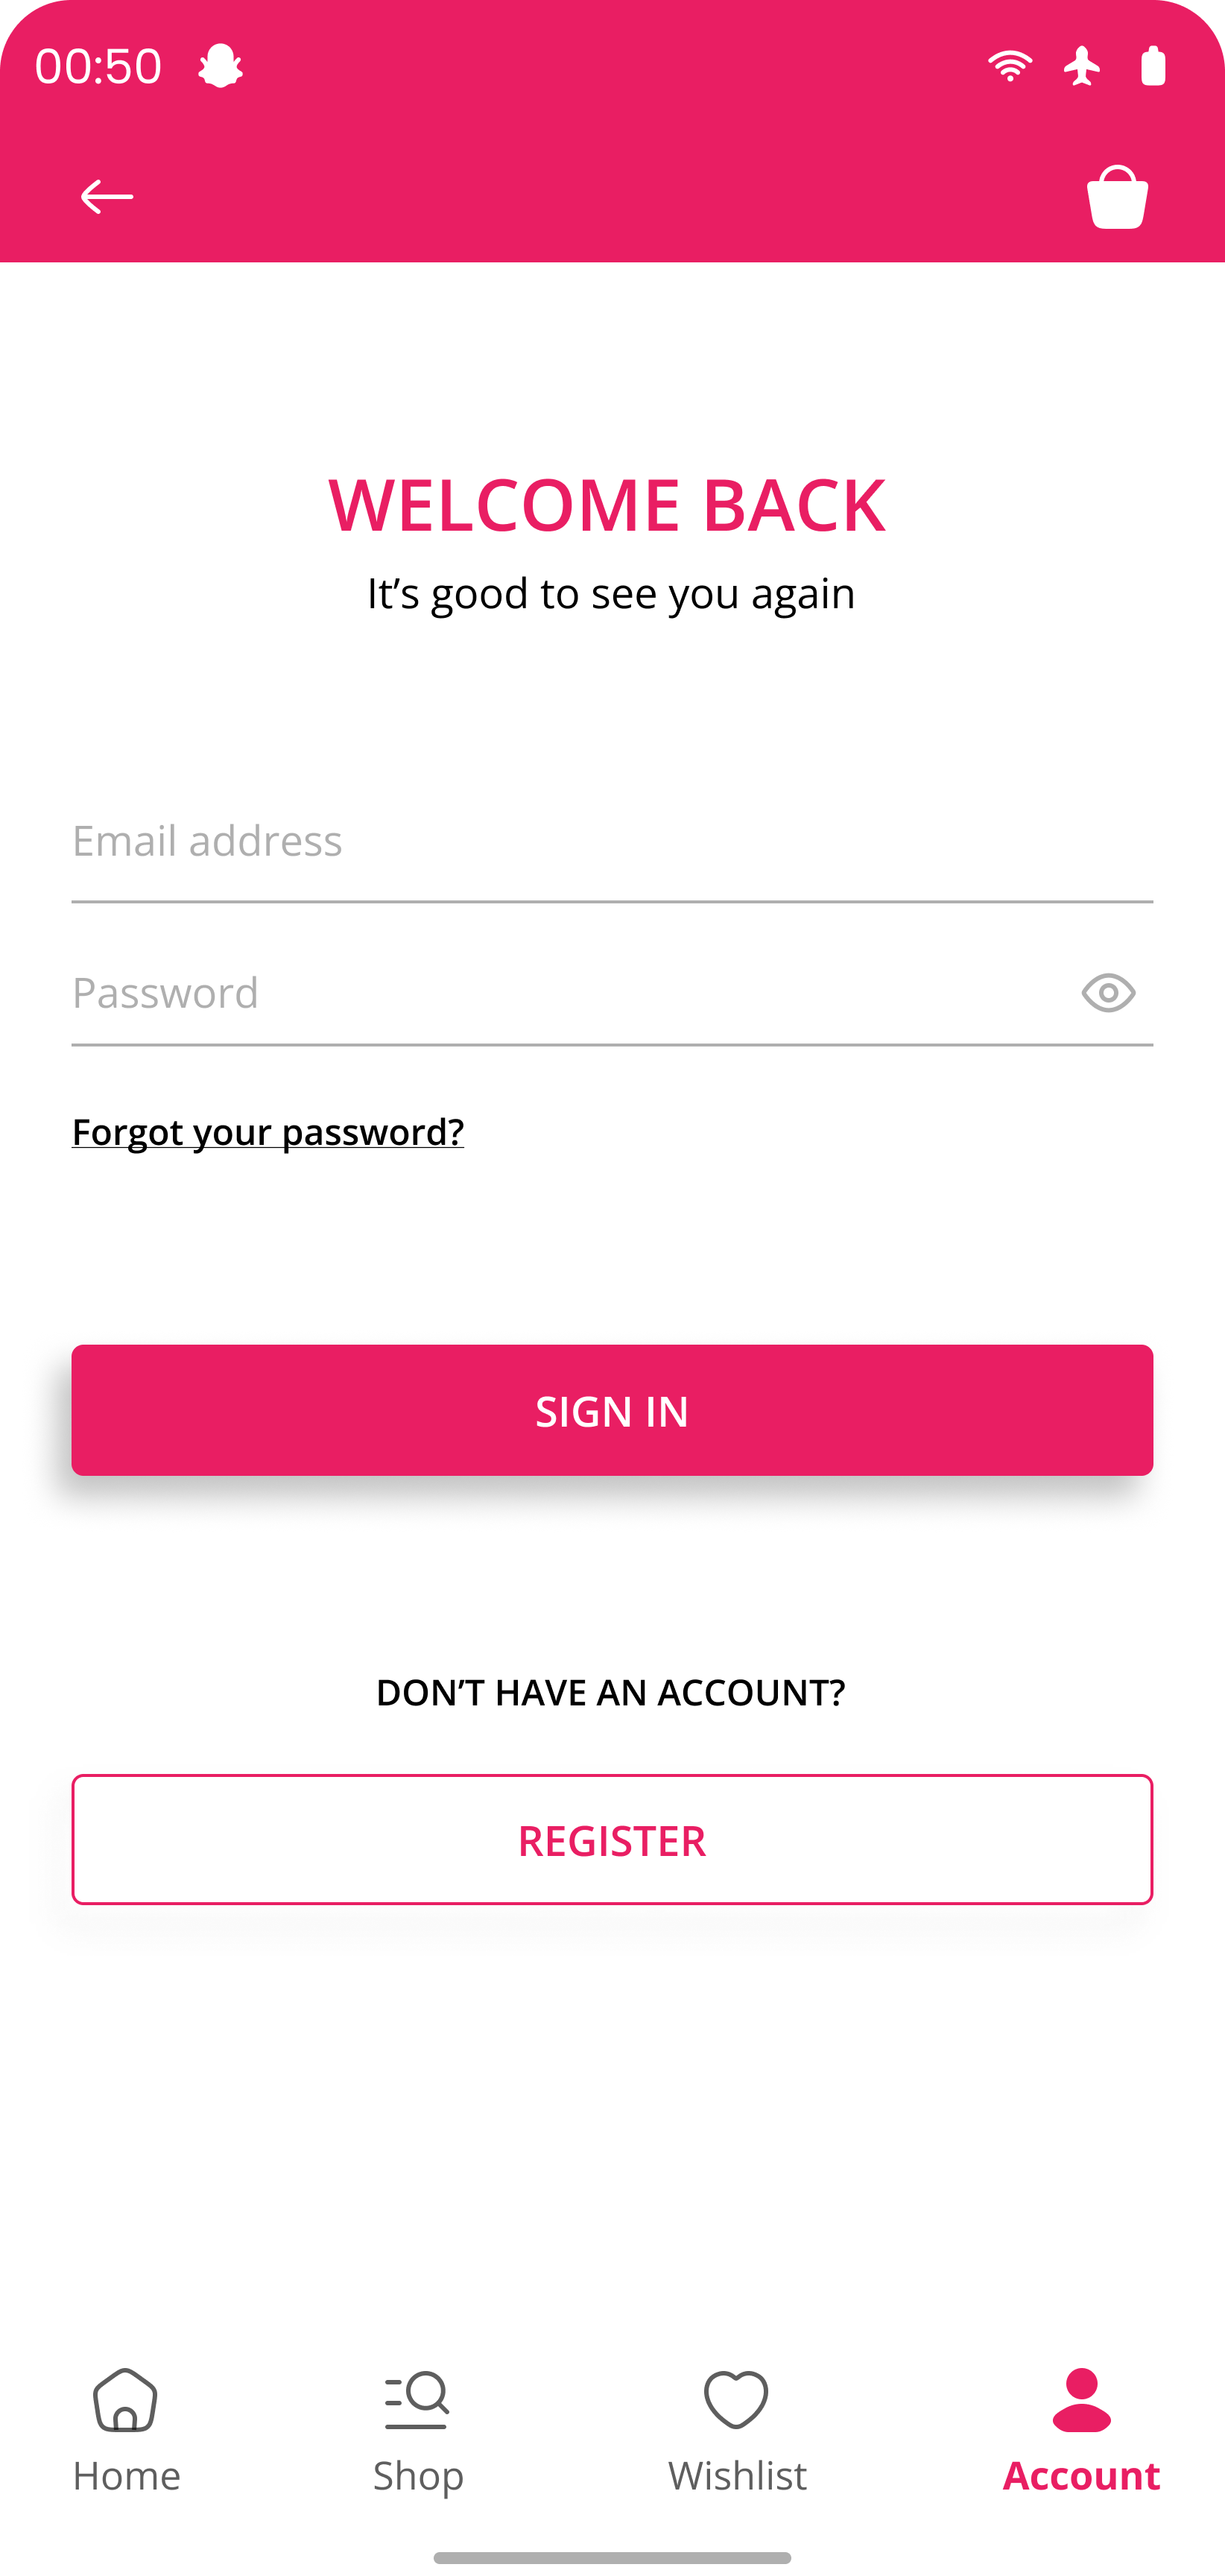 00:50
WELCOME BACK
It’s good to see you again
Email address
Password
Forgot your password?
SIGN IN
DON’T HAVE AN ACCOUNT?
REGISTER
Home
Shop
Wishlist
Account